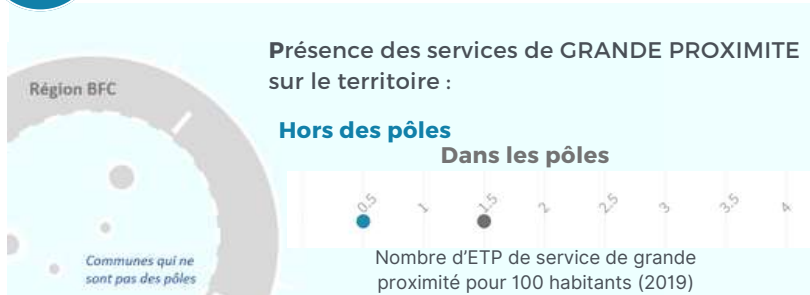 Présence des services de GRANDE PROXIMITE
sur le territoire :
Région BFC
Hors des pôles
Dans les pôles
0.5 1 1.5 2 2.5 3 3.5 4
Communes qui ne
sont pas des pôles
Nombre d'ETP de service de grande
proximité pour 100 habitants (2019)